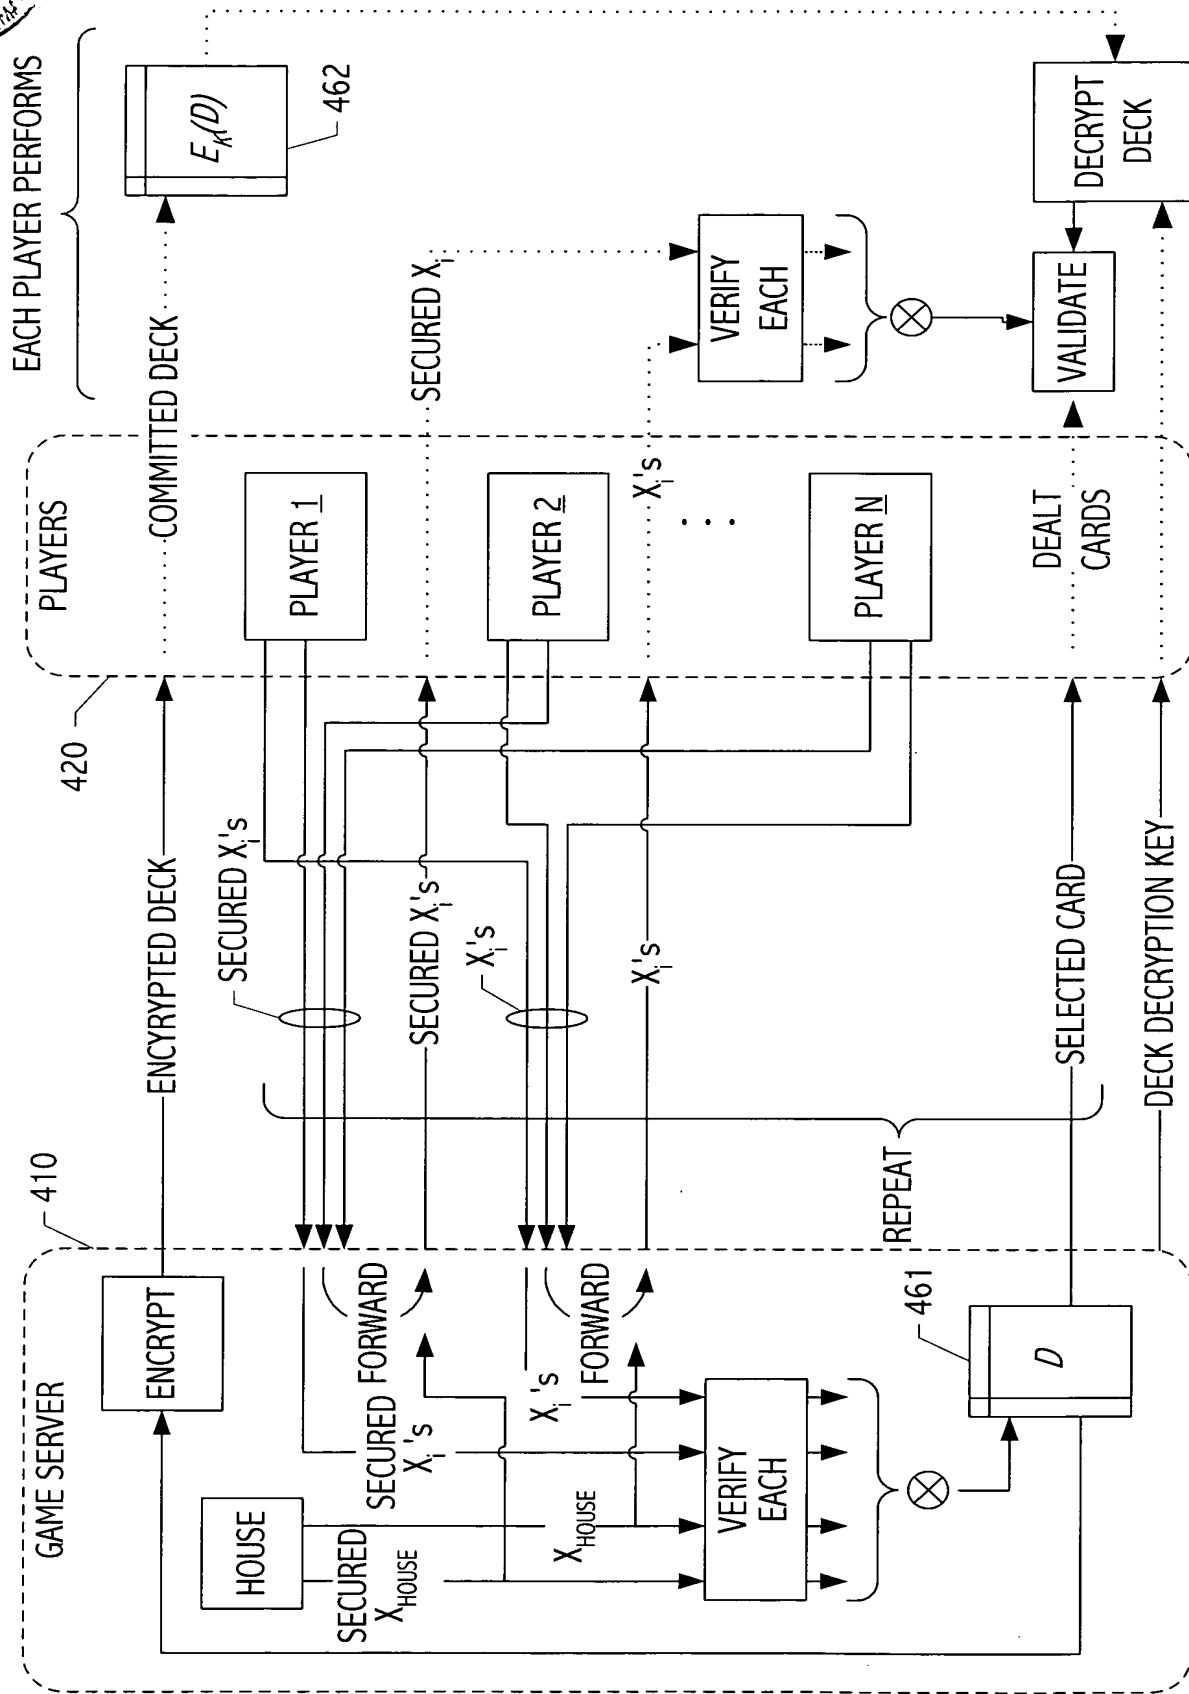 GAME SERVER
410
ENCRYPT
HOUSE
SECURED
X_HOUSE
X_HOUSE
SECURED
X_i's
X_i's
FORWARD
FORWARD
VERIFY
EACH
461
D
ENCYRYPTED DECK
SECURED X_i's
SECURED X_i's
X_i's
X_i's
REPEAT
SELECTED CARD
DECK DECRYPTION KEY
420
PLAYERS
PLAYER 1
PLAYER 2
PLAYER N
. . .
COMMITTED DECK
SECURED X_i
X_i's
DEALT
CARDS
EACH PLAYER PERFORMS
E_K(D)
462
VERIFY
EACH
VALIDATE
DECRYPT
DECK